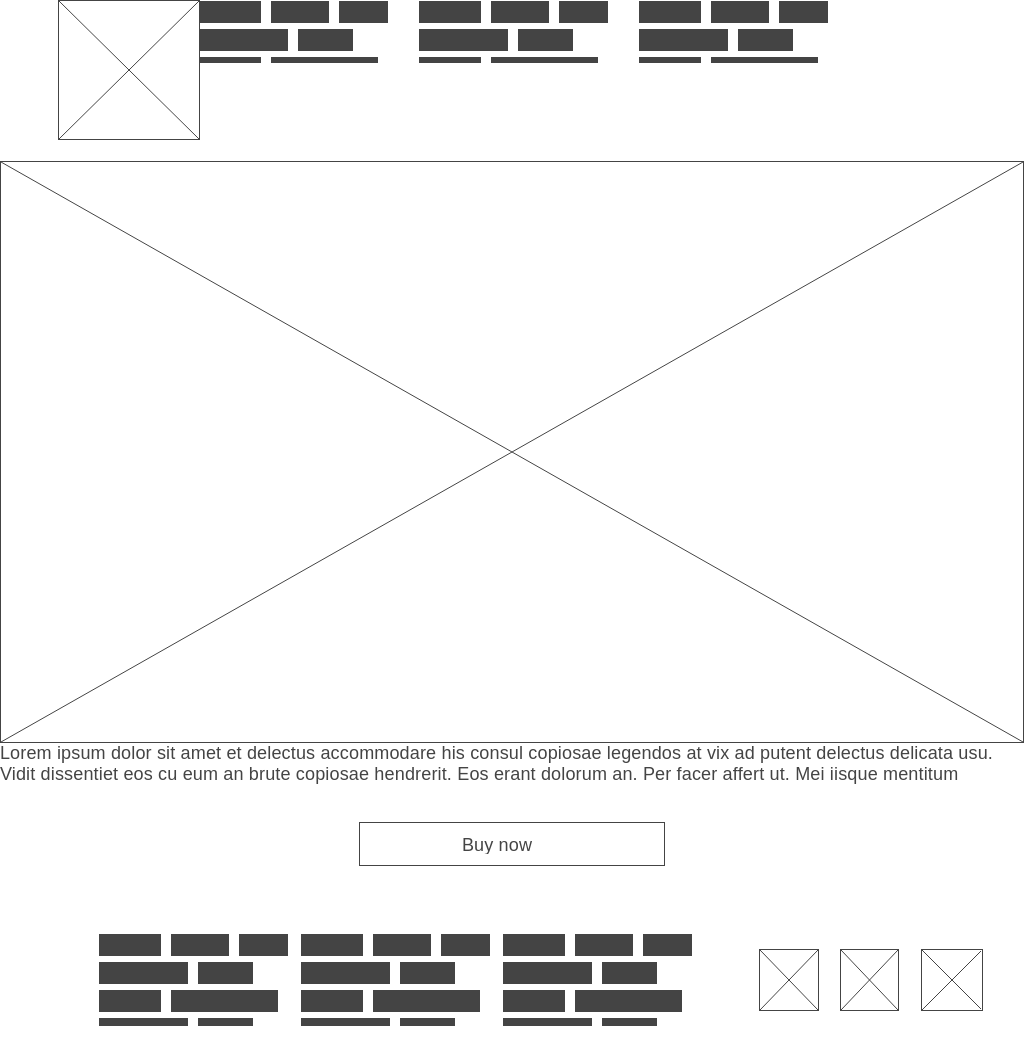 Lorem ipsum dolor sit amet et delectus accommodare his consul copiosae legendos at vix ad putent delectus delicata usu.
Vidit dissentiet eos cu eum an brute copiosae hendrerit. Eos erant dolorum an. Per facer affert ut. Mei iisque mentitum
Buy now